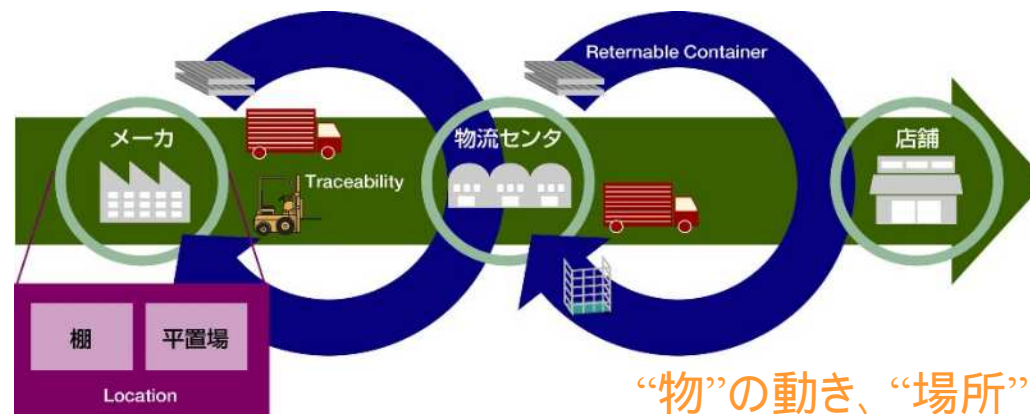 Reternable Container
メーカ
物流センタ
店舗
Traceability
棚
平置場
Location
“物”の動き、“場所”